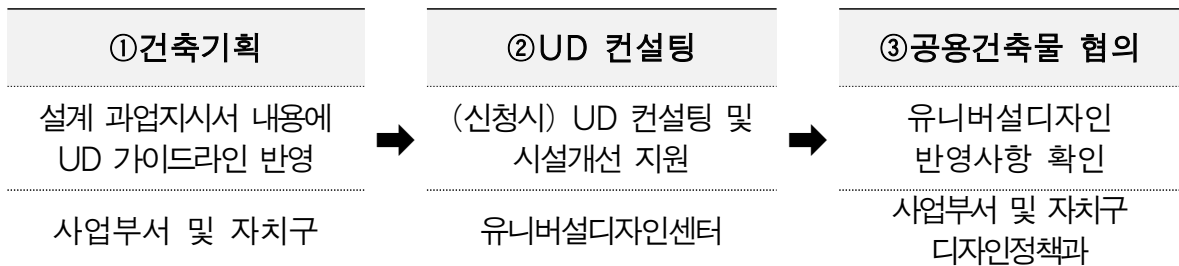 ①건축기획
설계 과업지시서 내용에
UD 가이드라인 반영
사업부서 및 자치구
②UD 컨설팅
(신청시) UD 컨설팅 및
시설개선 지원
유니버설디자인센터
③공용건축물 협의
유니버설디자인
반영사항 확인
사업부서 및 자치구
디자인정책과